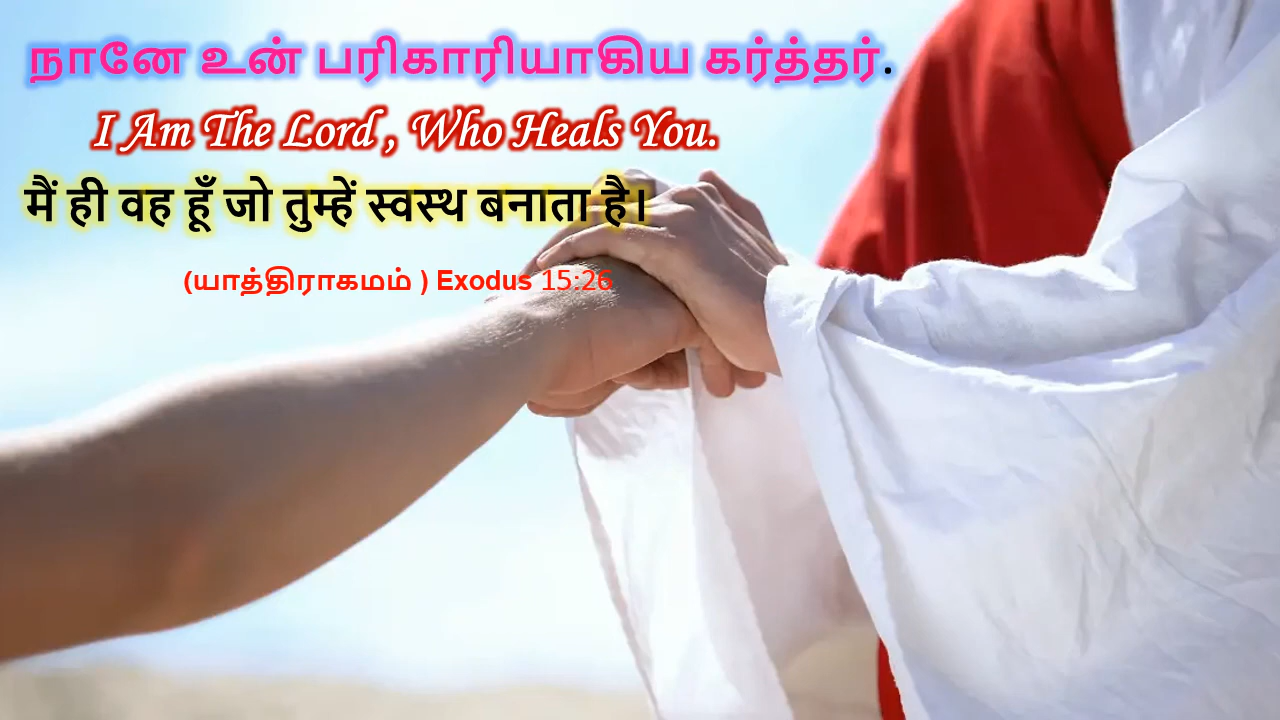 நானே உன் பரிகாரியாகிய கர்த்தர்.
I Am The Lord , Who Heals You.
मैं ही वह हूँ जो तुम्हें स्वस्थ बनाता है।
(யாத்திராகமம் ) Exodus 15:26